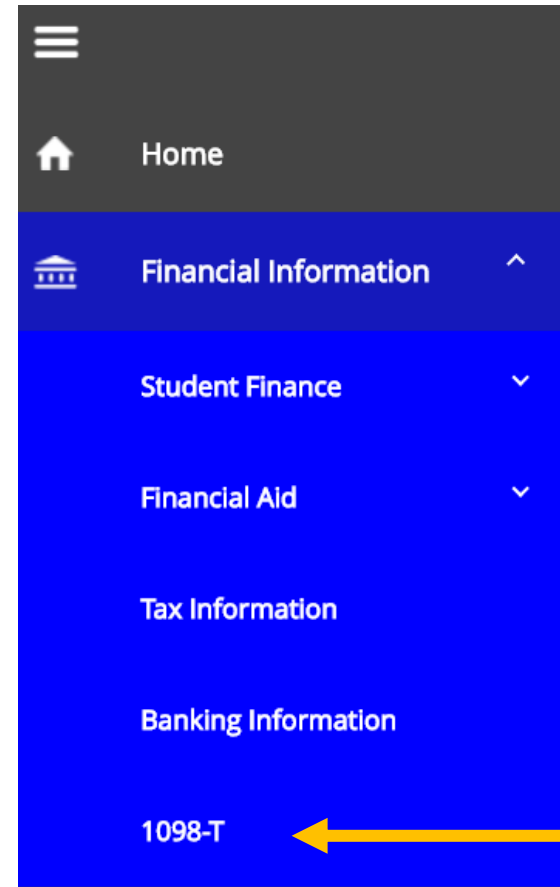 Home
Financial Information
Student Finance
Financial Aid
Tax Information
Banking Information
1098-T